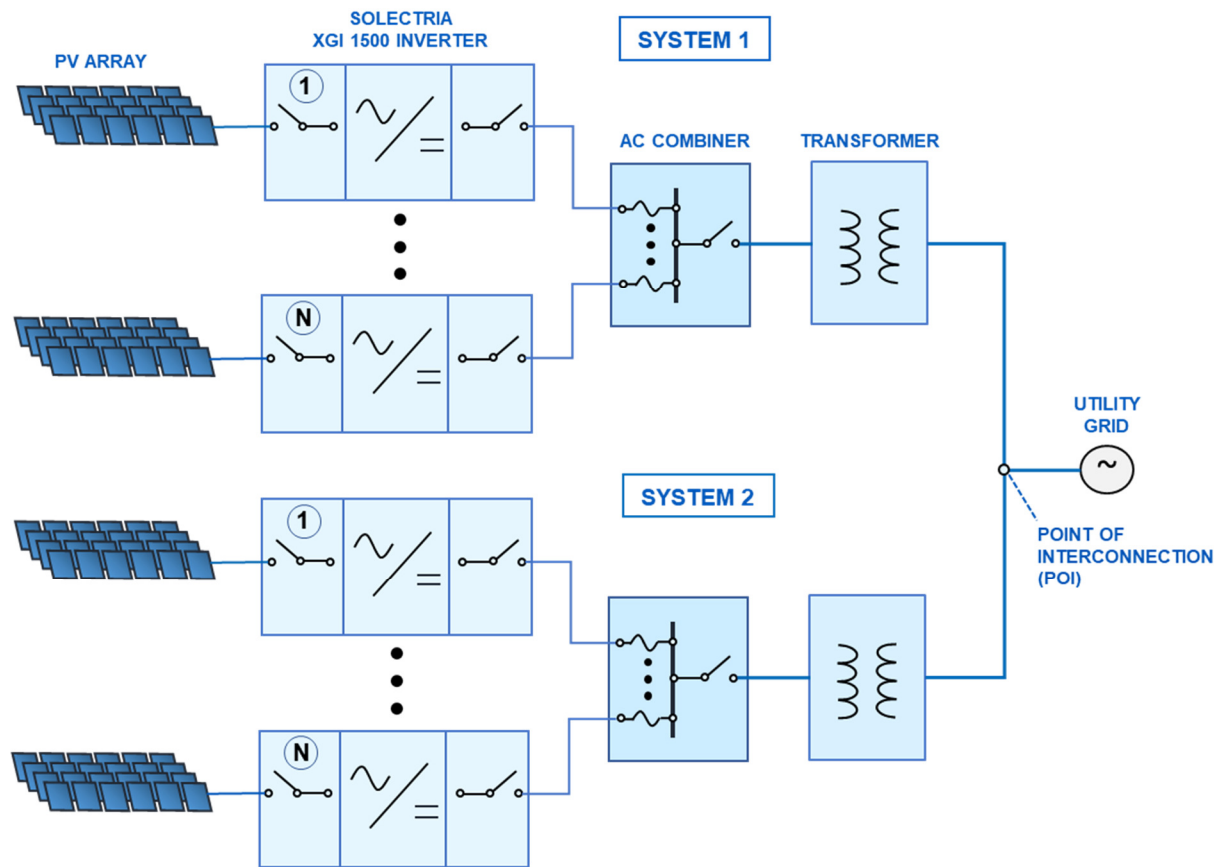 SOLECTRIA
XGI 1500 INVERTER
SYSTEM 1
PV ARRAY
1
AC COMBINER
TRANSFORMER
N
UTILITY
GRID
SYSTEM 2
1
POINT OF
INTERCONNECTION
(POI)
N